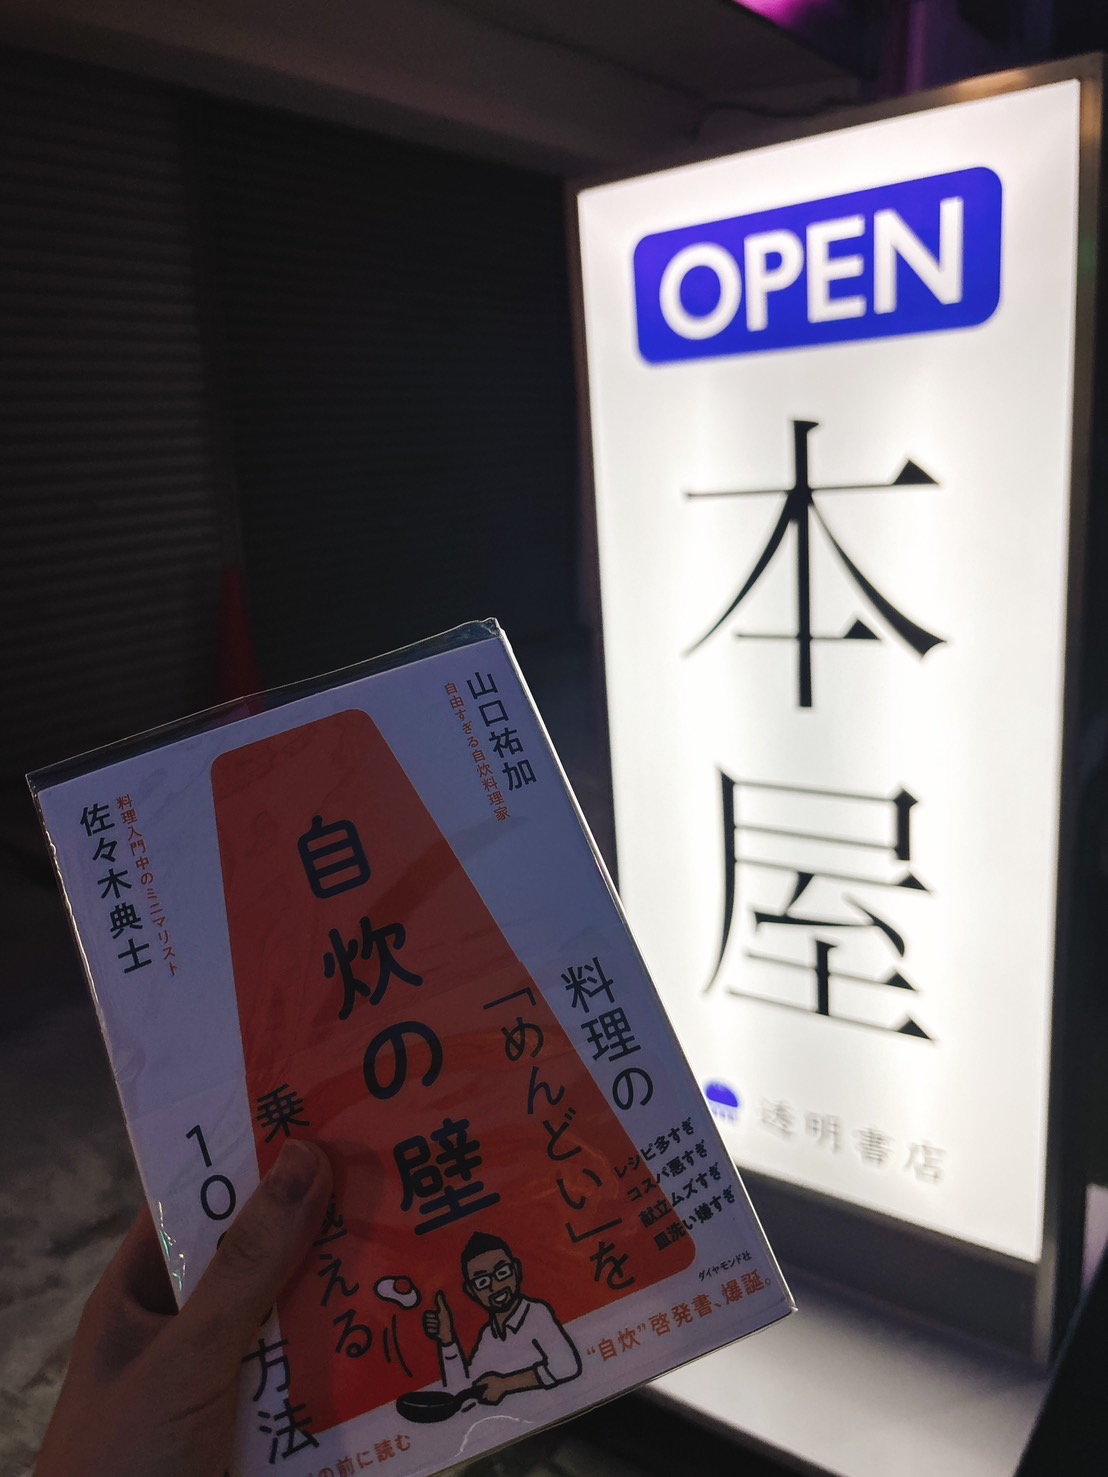 OPEN
本屋
透明書店
山口祐加
自由すぎる自炊料理家
料理入門中のミニマリスト
佐々木典士
自炊の壁
料理の
「めんどい」を
乗り越える
10
方法
レシピ多すぎ
コスパ悪すぎ
献立ムズすぎ
皿洗い嫌すぎ
ダイヤモンド社
“自炊”啓発書、爆誕。
の前に読む